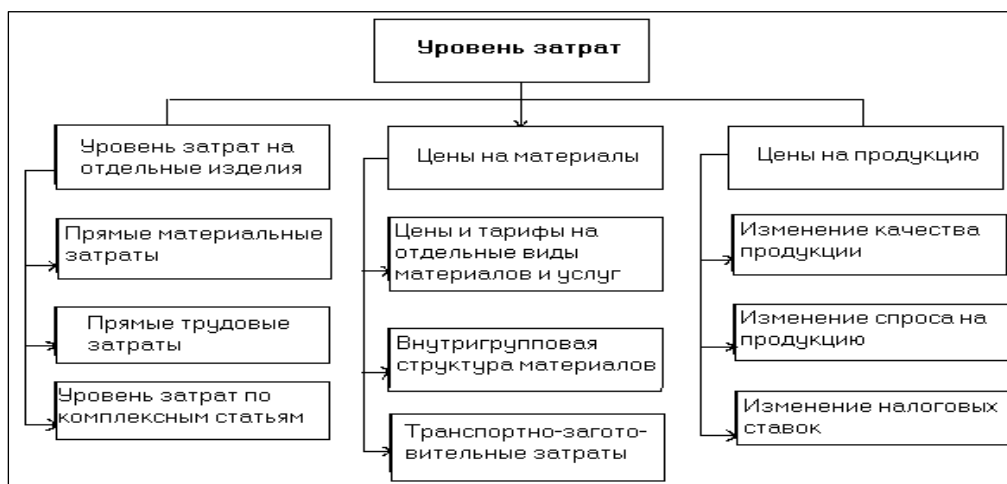 Уровень затрат
Уровень затрат на
отдельные изделия
Прямые материальные
затраты
Прямые трудовые
затраты
Уровень затрат по
комплексным статьям
Цены на материалы
Цены и тарифы на
отдельные виды
материалов и услуг
Внутригрупповая
структура материалов
Транспортно-загото-
вительные затраты
Цены на продукцию
Изменение качества
продукции
Изменение спроса на
продукцию
Изменение налоговых
ставок